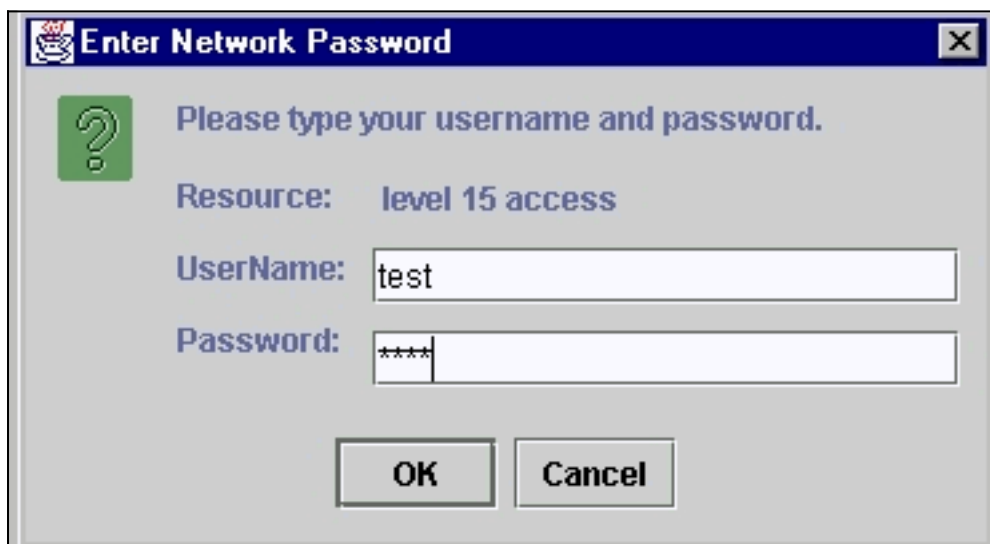 Enter Network Password
Please type your username and password.
Resource: level 15 access
UserName: test
Password: ****
OK Cancel